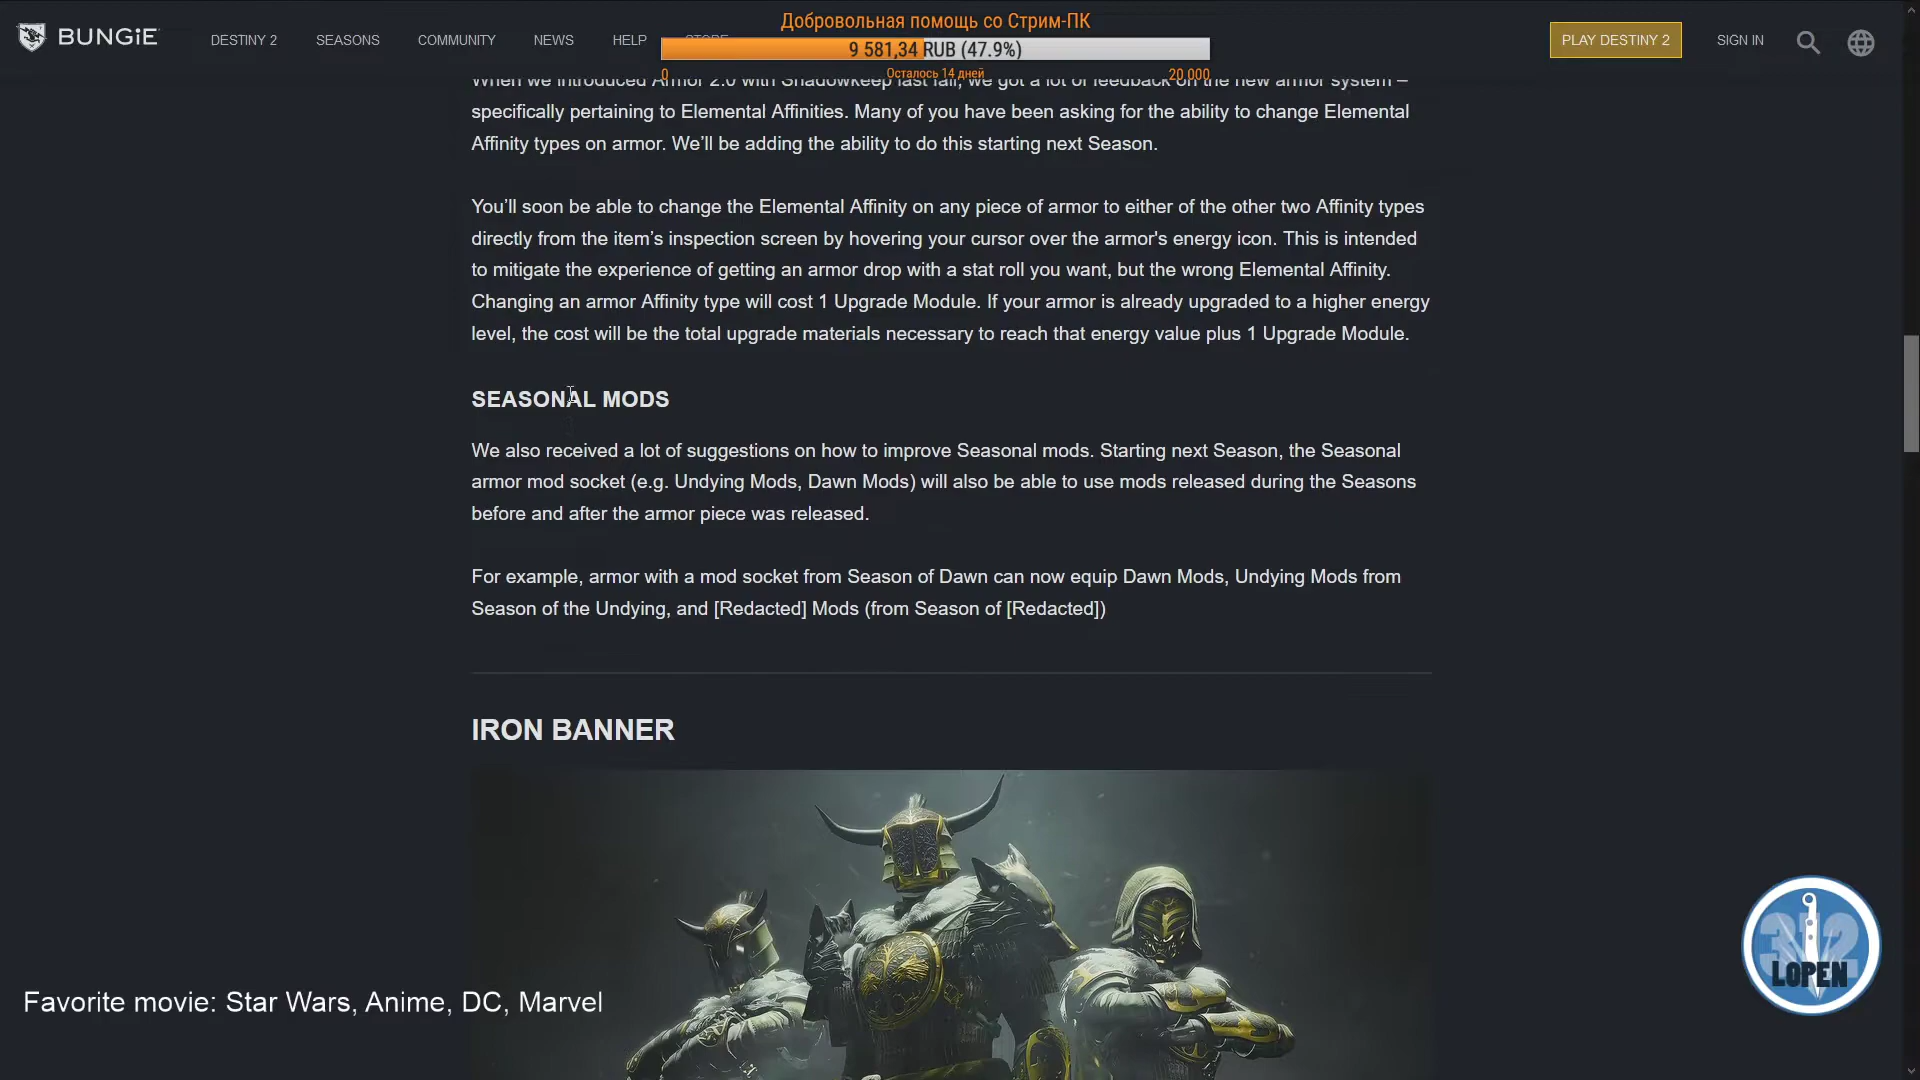 Добровольная помощь со Стрим-ПК
BUNGiE
DESTINY 2
SEASONS
COMMUNITY
NEWS
HELP
STORE
9 581,34 RUB (47.9%)
PLAY DESTINY 2
SIGN IN
0
Осталось 14 дней
20 000
When we introduced Armor 2.0 with Shadowkeep last fall, we got a lot of feedback on the new armor system –
specifically pertaining to Elemental Affinities. Many of you have been asking for the ability to change Elemental
Affinity types on armor. We’ll be adding the ability to do this starting next Season.
You’ll soon be able to change the Elemental Affinity on any piece of armor to either of the other two Affinity types
directly from the item’s inspection screen by hovering your cursor over the armor's energy icon. This is intended
to mitigate the experience of getting an armor drop with a stat roll you want, but the wrong Elemental Affinity.
Changing an armor Affinity type will cost 1 Upgrade Module. If your armor is already upgraded to a higher energy
level, the cost will be the total upgrade materials necessary to reach that energy value plus 1 Upgrade Module.
SEASONAL MODS
We also received a lot of suggestions on how to improve Seasonal mods. Starting next Season, the Seasonal
armor mod socket (e.g. Undying Mods, Dawn Mods) will also be able to use mods released during the Seasons
before and after the armor piece was released.
For example, armor with a mod socket from Season of Dawn can now equip Dawn Mods, Undying Mods from
Season of the Undying, and [Redacted] Mods (from Season of [Redacted])
IRON BANNER
312
LOPEN
Favorite movie: Star Wars, Anime, DC, Marvel